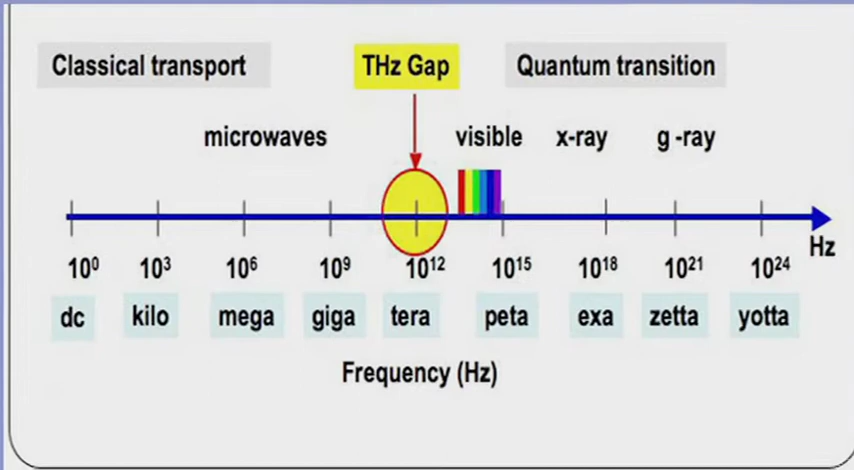 Classical transport THz Gap Quantum transition
microwaves visible x-ray g -ray
Hz
10⁰ 10³ 10⁶ 10⁹ 10¹² 10¹⁵ 10¹⁸ 10²¹ 10²⁴
dc kilo mega giga tera peta exa zetta yotta
Frequency (Hz)